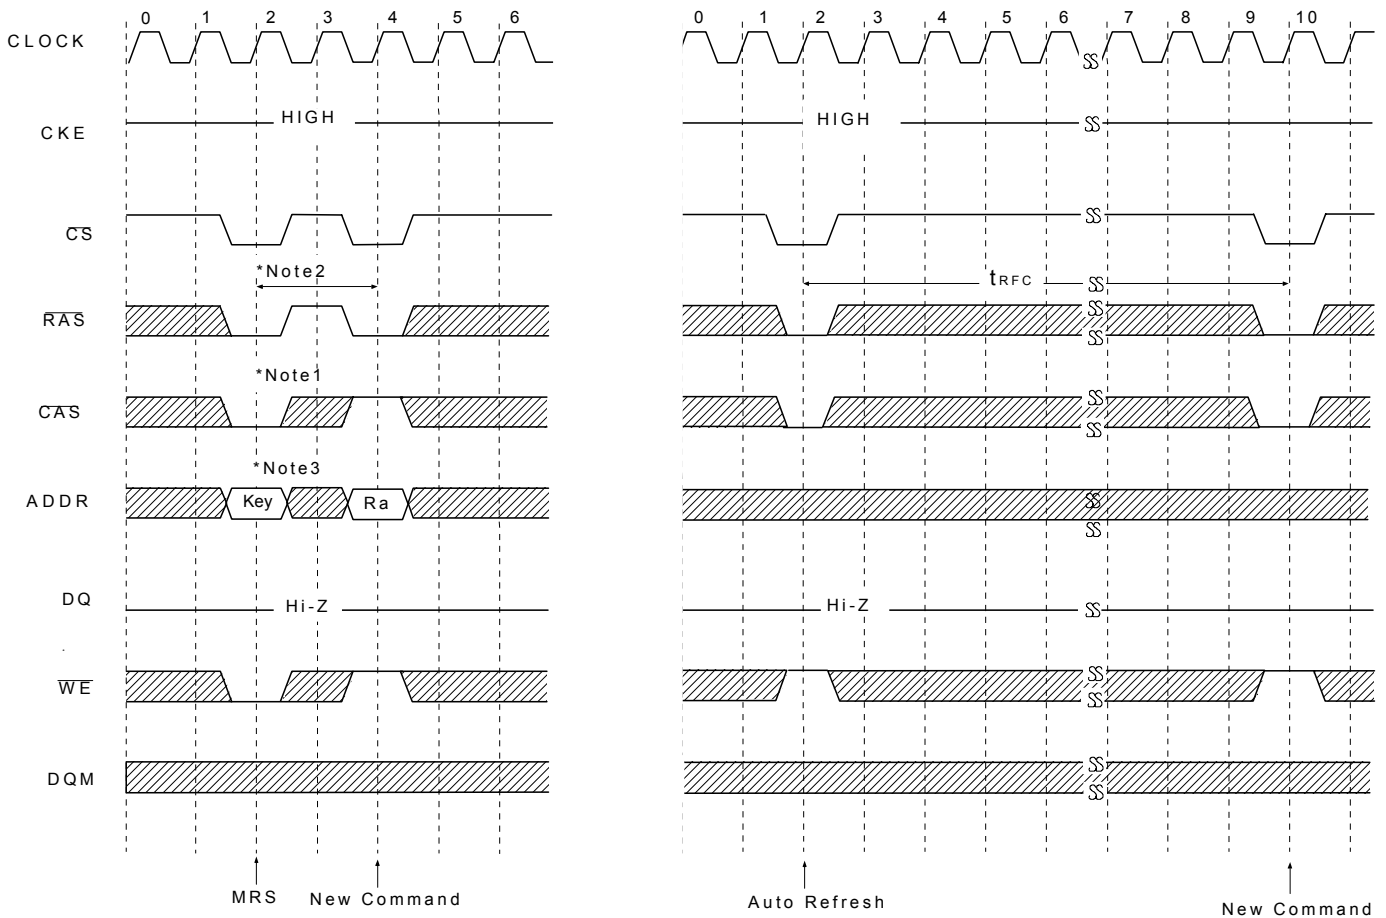 0 1 2 3 4 5 6 0 1 2 3 4 5 6 7 8 9 10
CLOCK
HIGH HIGH
CKE
CS
*Note2
tRFC
RAS
*Note1
CAS
*Note3
ADDR Key Ra
DQ Hi-Z Hi-Z
WE
DQM
MRS New Command Auto Refresh New Command